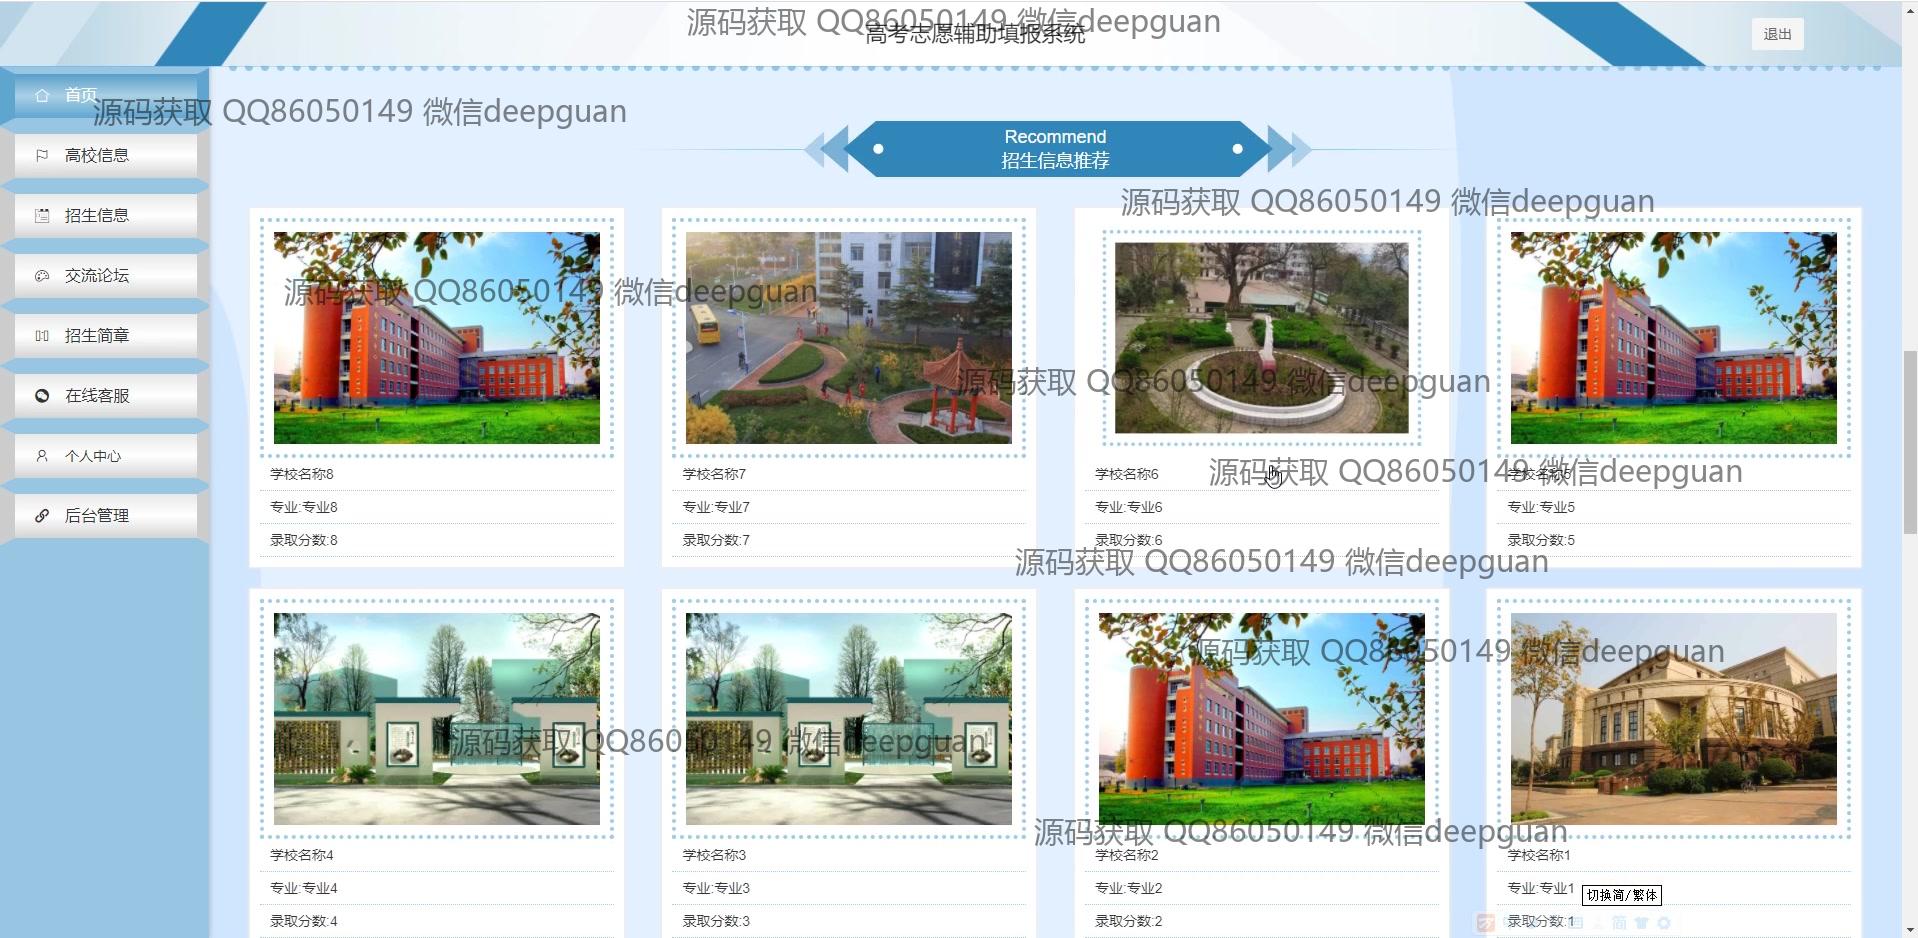 源码获取 QQ86050149 微信deepguan
高考志愿辅助填报系统
退出
首页
源码获取 QQ86050149 微信deepguan
高校信息
招生信息
交流论坛
招生简章
在线客服
个人中心
后台管理
Recommend
招生信息推荐
源码获取 QQ86050149 微信deepguan
源码获取 QQ86050149 微信deepguan
源码获取 QQ86050149 微信deepguan
源码获取 QQ86050149 微信deepguan
学校名称8
专业:专业8
录取分数:8
学校名称7
专业:专业7
录取分数:7
学校名称6
专业:专业6
录取分数:6
学校名称5
专业:专业5
录取分数:5
源码获取 QQ86050149 微信deepguan
源码获取 QQ86050149 微信deepguan
源码获取 QQ86050149 微信deepguan
源码获取 QQ86050149 微信deepguan
学校名称4
专业:专业4
录取分数:4
学校名称3
专业:专业3
录取分数:3
学校名称2
专业:专业2
录取分数:2
学校名称1
专业:专业1
录取分数:1
切换简/繁体
简